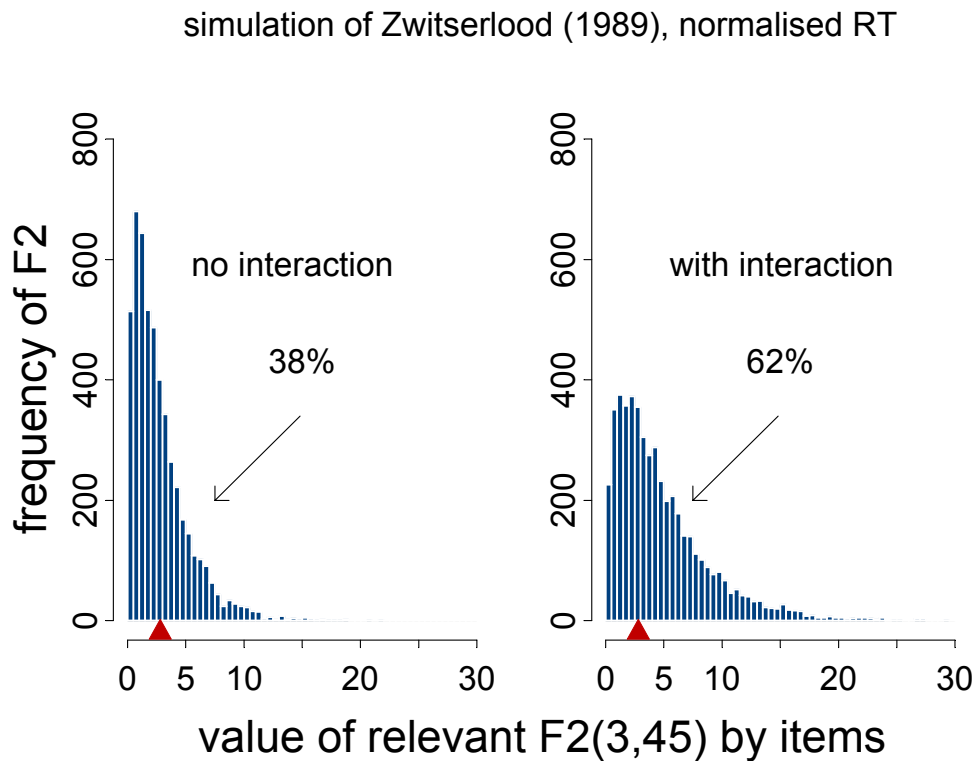 simulation of Zwitserlood (1989), normalised RT
frequency of F2
800
600
400
200
0
no interaction
38%
0 5 10 20 30
800
600
400
200
0
with interaction
62%
0 5 10 20 30
value of relevant F2(3,45) by items